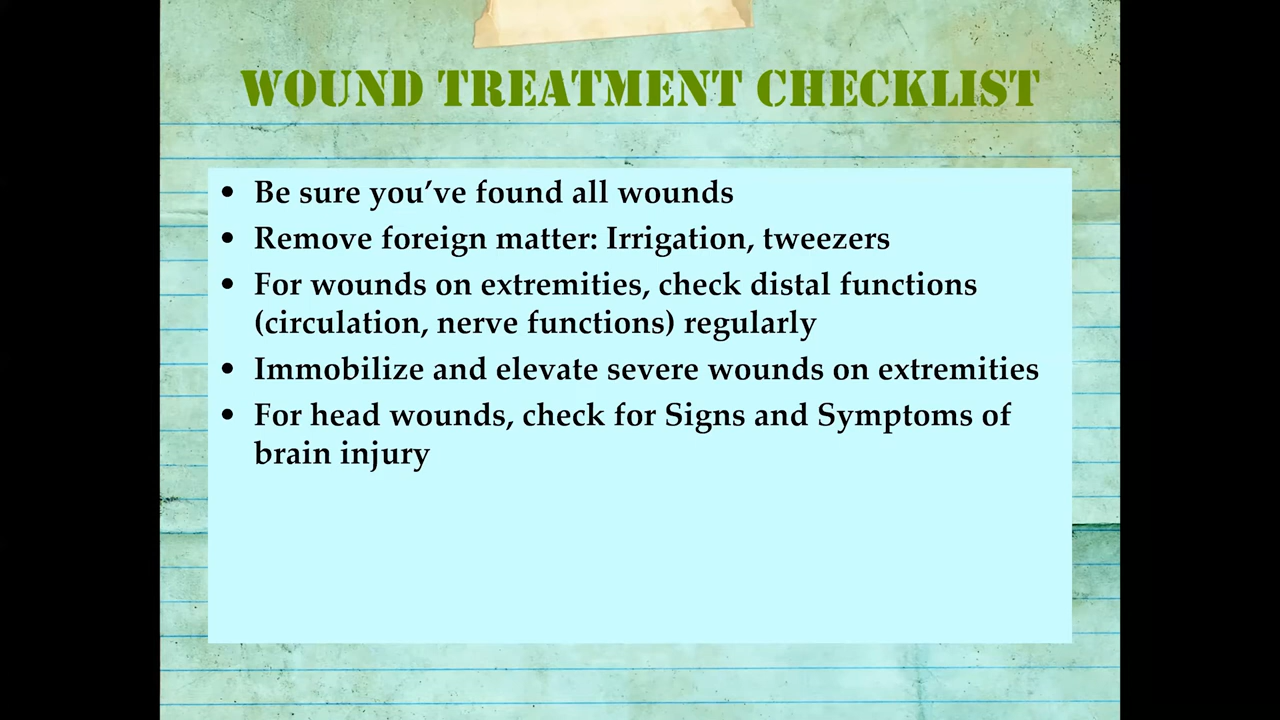 WOUND TREATMENT CHECKLIST
• Be sure you’ve found all wounds
• Remove foreign matter: Irrigation, tweezers
• For wounds on extremities, check distal functions
(circulation, nerve functions) regularly
• Immobilize and elevate severe wounds on extremities
• For head wounds, check for Signs and Symptoms of
brain injury